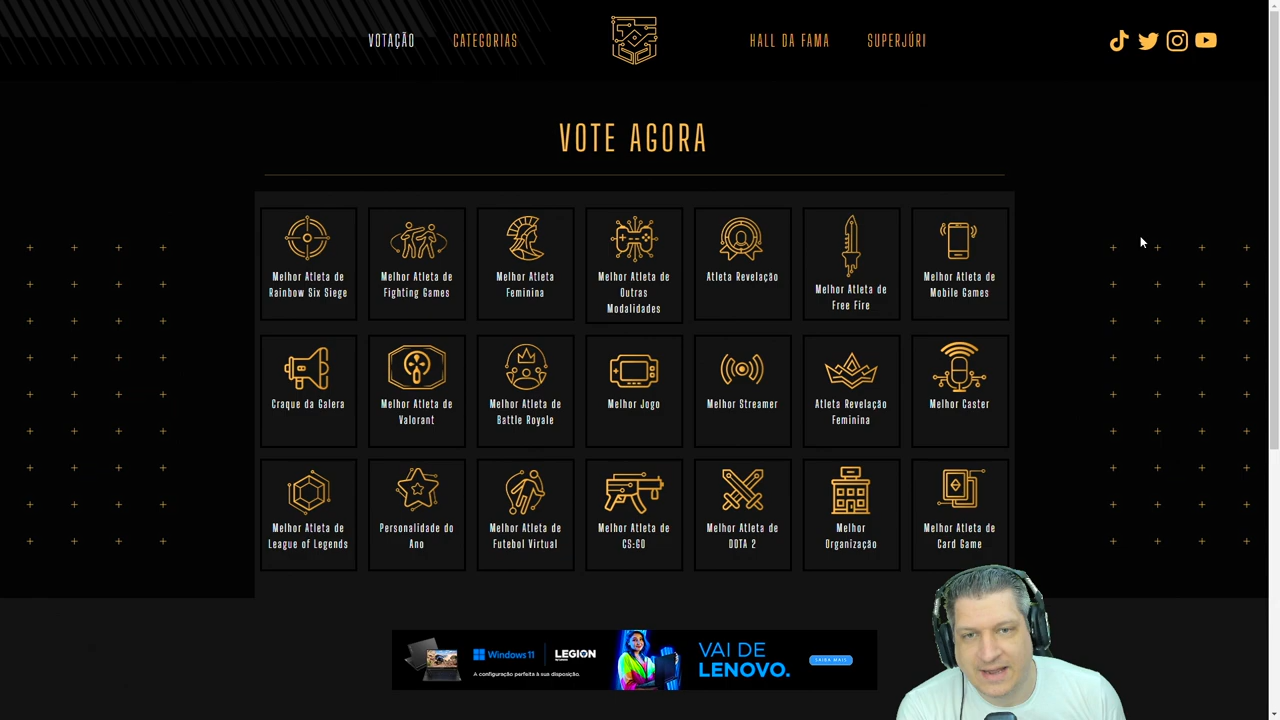 VOTAÇÃO
CATEGORIAS
HALL DA FAMA
SUPERJÚRI
VOTE AGORA
Melhor Atleta de
Rainbow Six Siege
Melhor Atleta de
Fighting Games
Melhor Atleta
Feminina
Melhor Atleta de
Outras
Modalidades
Atleta Revelação
Melhor Atleta de
Free Fire
Melhor Atleta de
Mobile Games
Craque da Galera
Melhor Atleta de
Valorant
Melhor Atleta de
Battle Royale
Melhor Jogo
Melhor Streamer
Atleta Revelação
Feminina
Melhor Caster
Melhor Atleta de
League of Legends
Personalidade do
Ano
Melhor Atleta de
Futebol Virtual
Melhor Atleta de
CS:GO
Melhor Atleta de
DOTA 2
Melhor
Organização
Melhor Atleta de
Card Game
Windows 11
LEGION
A configuração perfeita à sua disposição.
VAI DE
LENOVO.
SAIBA MAIS